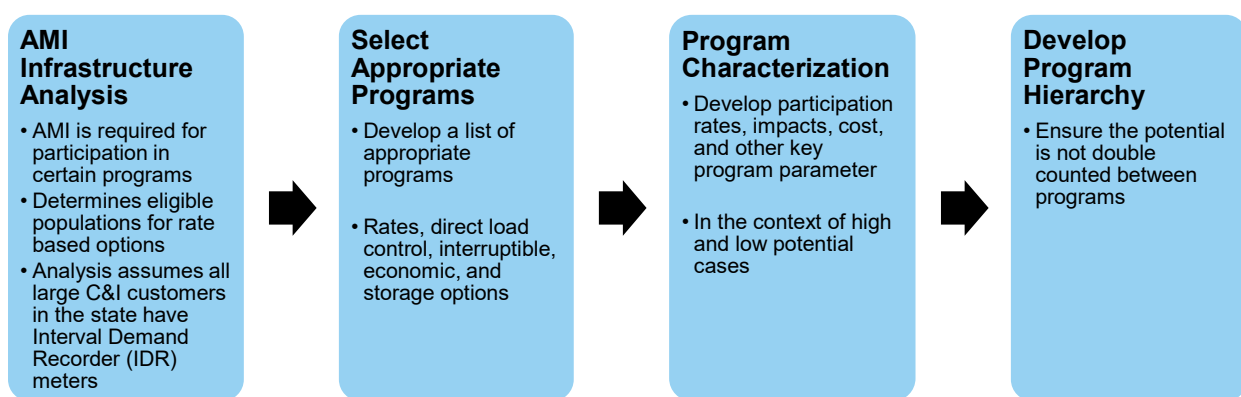 AMI
Infrastructure
Analysis
• AMI is required for
participation in
certain programs
• Determines eligible
populations for rate
based options
• Analysis assumes all
large C&I customers
in the state have
Interval Demand
Recorder (IDR)
meters
Select
Appropriate
Programs
• Develop a list of
appropriate
programs
• Rates, direct load
control, interruptible,
economic, and
storage options
Program
Characterization
• Develop participation
rates, impacts, cost,
and other key
program parameter
• In the context of high
and low potential
cases
Develop
Program
Hierarchy
• Ensure the potential
is not double
counted between
programs